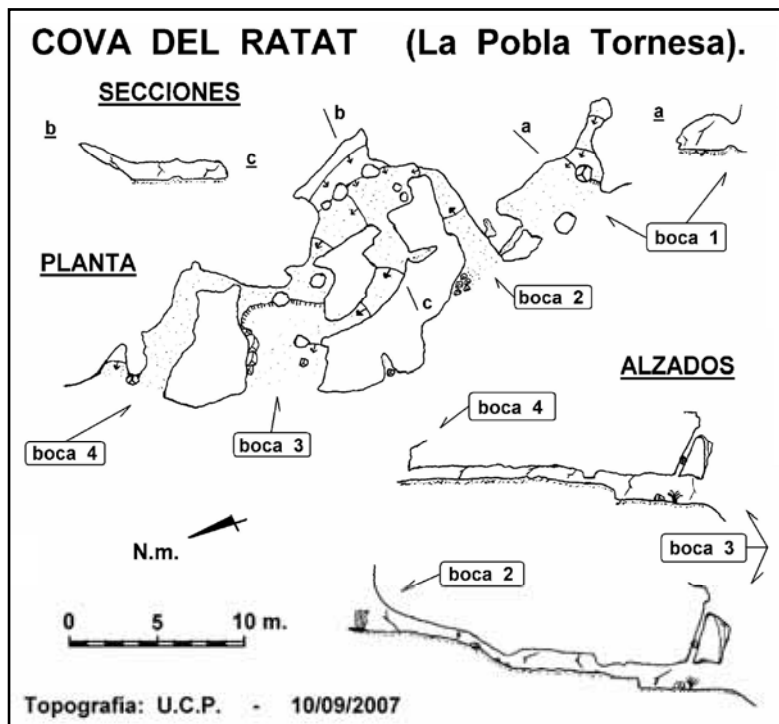 COVA DEL RATAT (La Pobla Tornesa).
SECCIONES
b
c
b
a
a
boca 1
PLANTA
c
boca 2
ALZADOS
boca 4
boca 3
boca 4
N.m.
boca 3
boca 2
0 5 10 m.
Topografía: U.C.P. - 10/09/2007